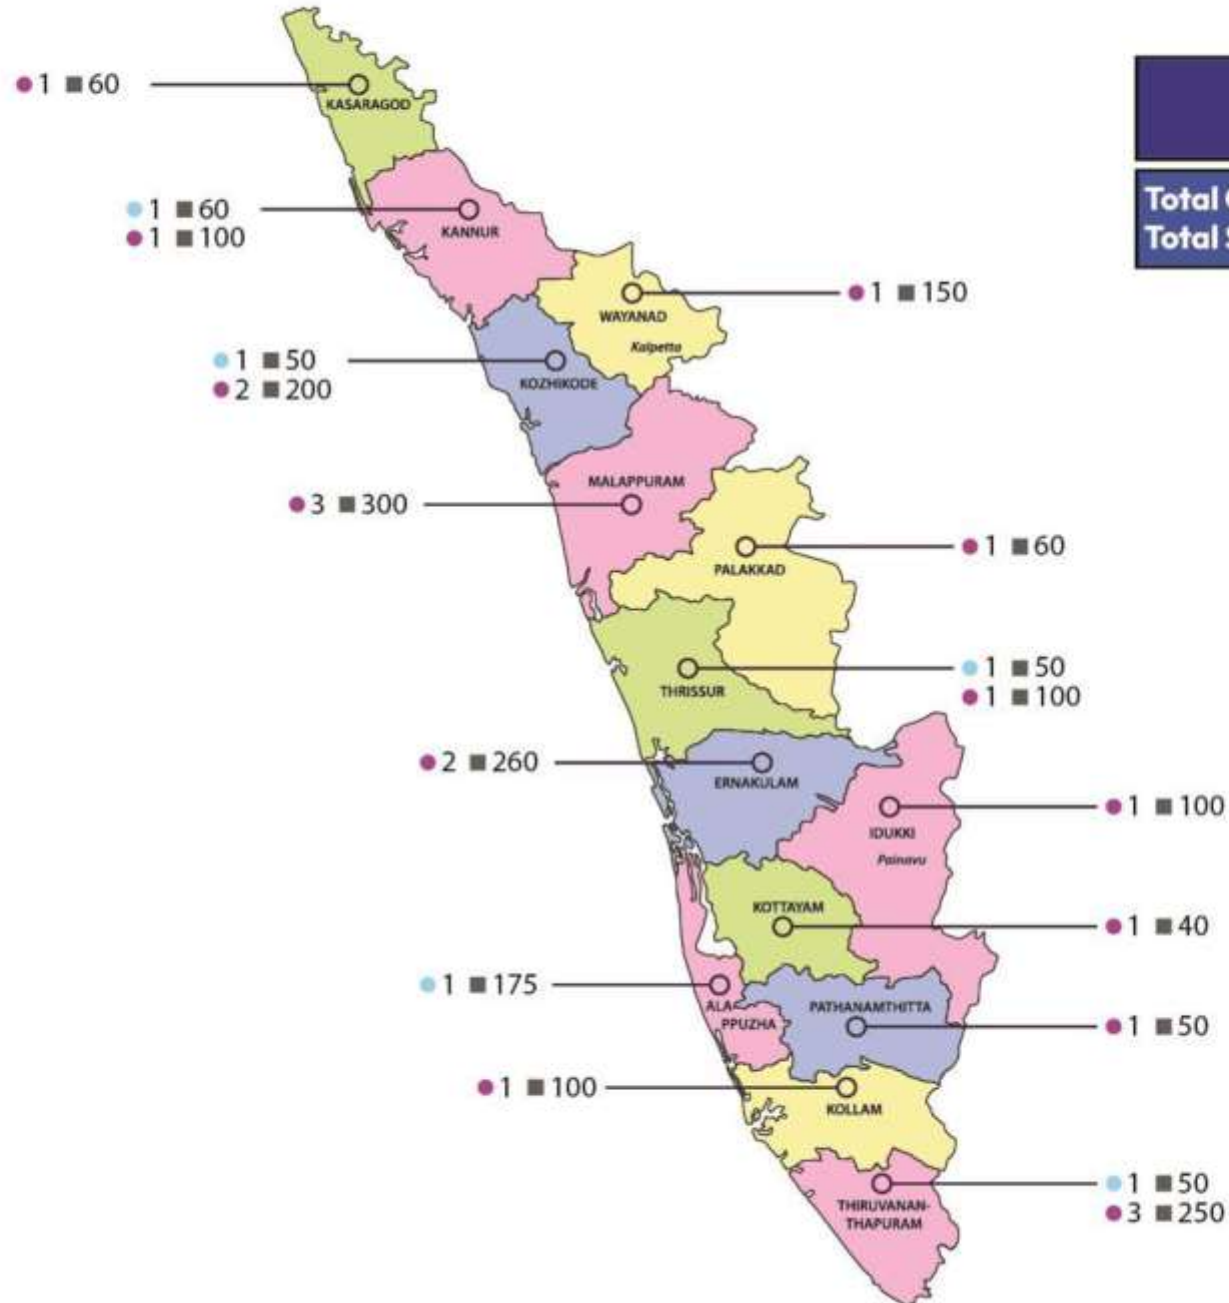 1 60
KASARAGOD
1 60
1 100
KANNUR
1 150
WAYANAD
Kalpetta
1 50
2 200
KOZHIKODE
MALAPPURAM
3 300
1 60
PALAKKAD
1 50
1 100
THRISSUR
2 260
ERNAKULAM
1 100
IDUKKI
Painavu
KOTTAYAM
1 40
1 175
ALA
PPUZHA
PATHANAMTHITTA
1 50
1 100
KOLLAM
1 50
3 250
THIRUVANAN-
THAPURAM
Total
Total